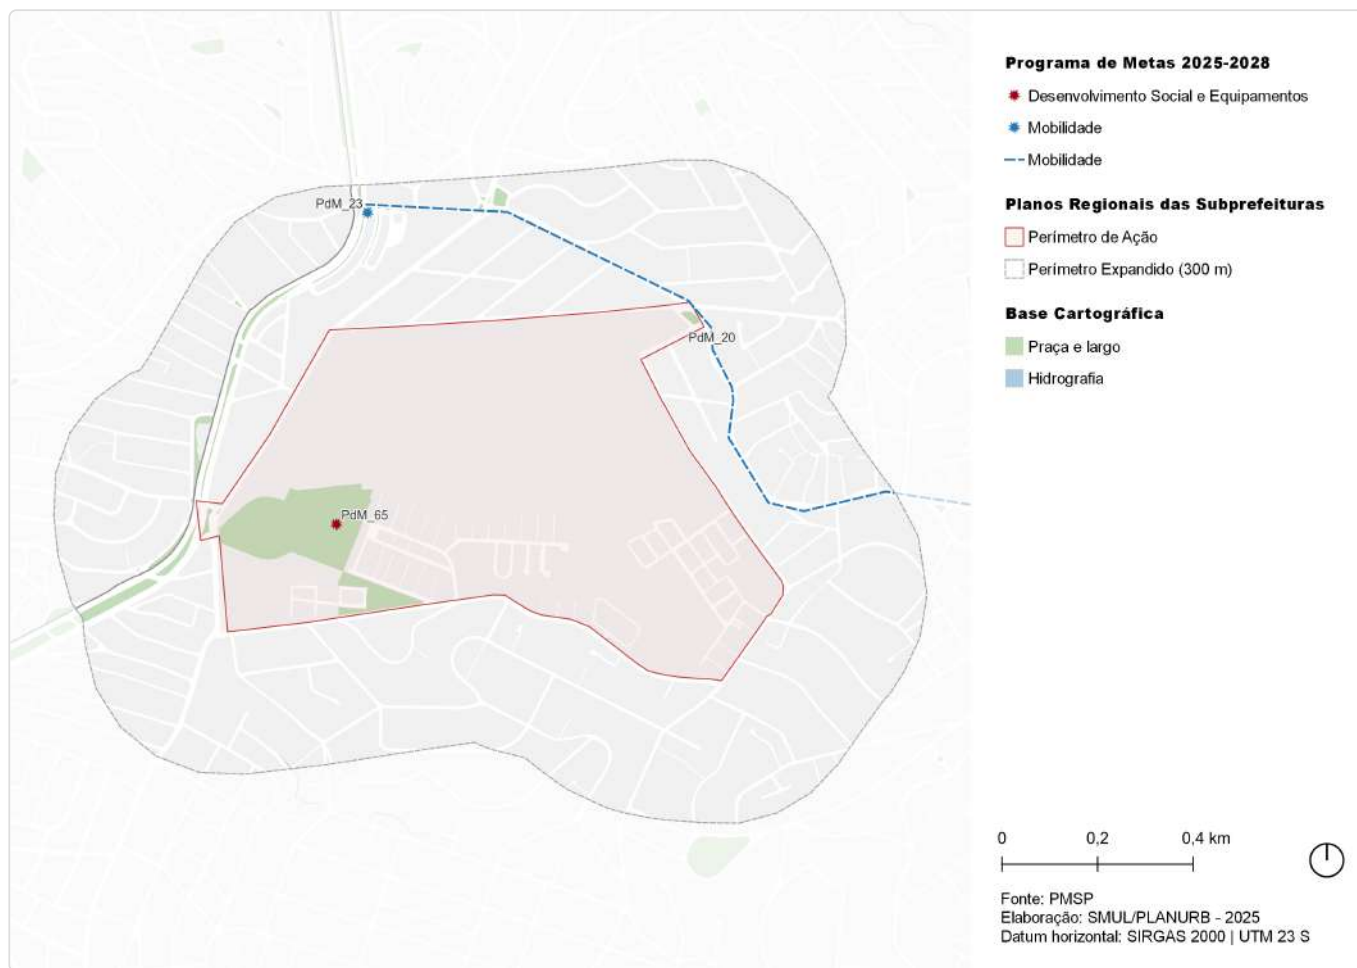 PdM_23
PdM_20
PdM_65
Programa de Metas 2025-2028
Desenvolvimento Social e Equipamentos
Mobilidade
Mobilidade
Planos Regionais das Subprefeituras
Perímetro de Ação
Perímetro Expandido (300 m)
Base Cartográfica
Praça e largo
Hidrografia
0 0,2 0,4 km
Fonte: PMSP
Elaboração: SMUL/PLANURB - 2025
Datum horizontal: SIRGAS 2000 | UTM 23 S